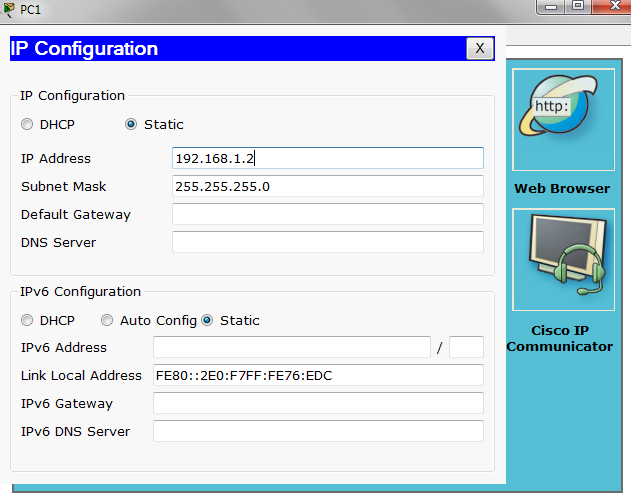 PC1
IP Configuration
X
IP Configuration
DHCP Static
IP Address 192.168.1.2
Subnet Mask 255.255.255.0
Default Gateway
DNS Server
IPv6 Configuration
DHCP Auto Config Static
IPv6 Address /
Link Local Address FE80::2E0:F7FF:FE76:EDC
IPv6 Gateway
IPv6 DNS Server
http:
Web Browser
Cisco IP
Communicator